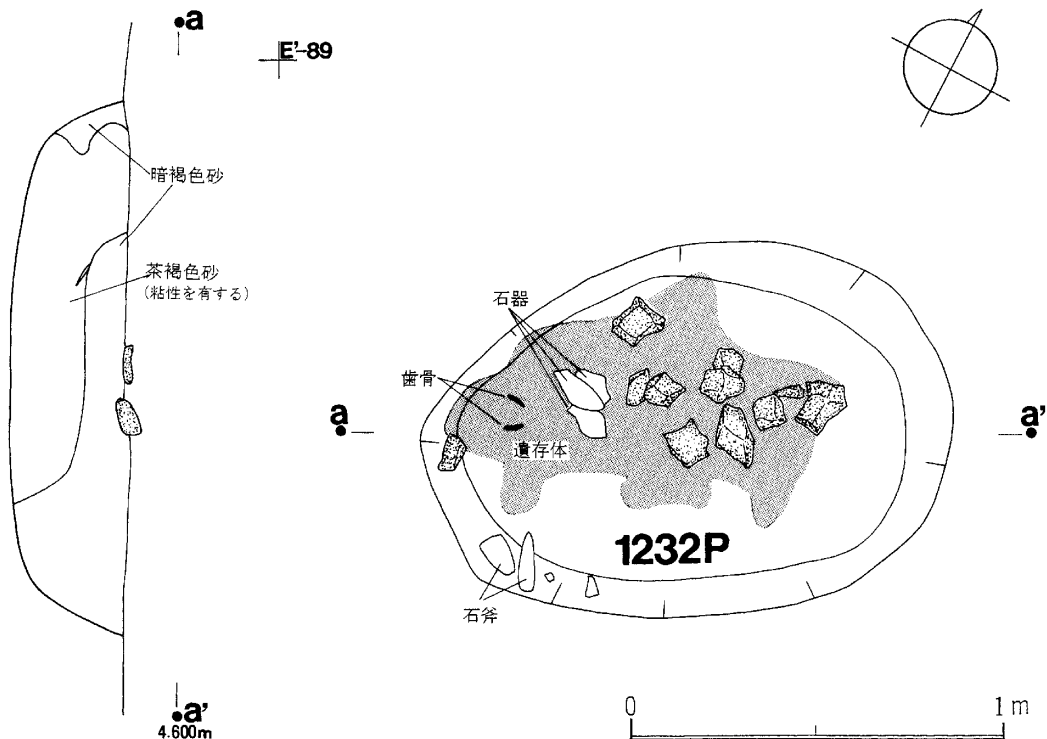 a
E'-89
暗褐色砂
茶褐色砂
(粘性を有する)
石器
歯骨
a
a'
遺存体
1232P
石斧
a'
4.600m
0 1m